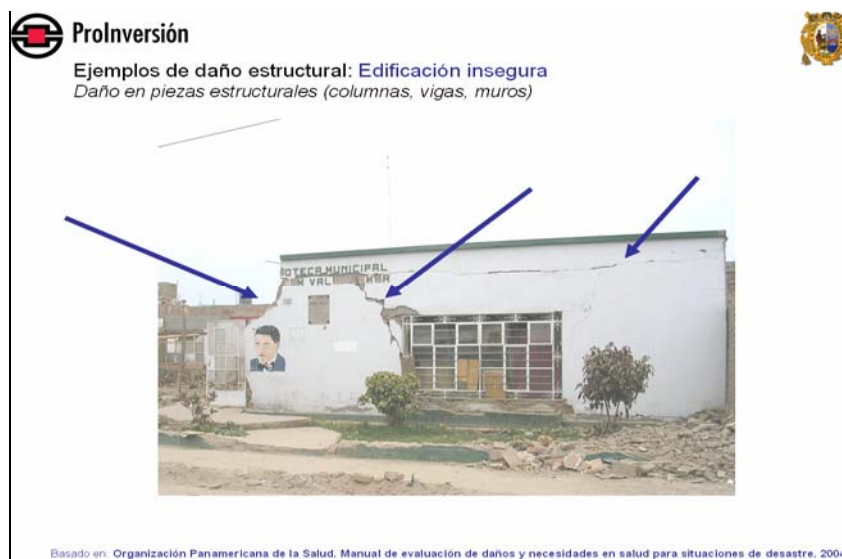 ProInversión
Ejemplos de daño estructural: Edificación insegura
Daño en piezas estructurales (columnas, vigas, muros)
OTECA MUNICIPAL
M VAL
Basado en: Organización Panamericana de la Salud. Manual de evaluación de daños y necesidades en salud para situaciones de desastre. 2004